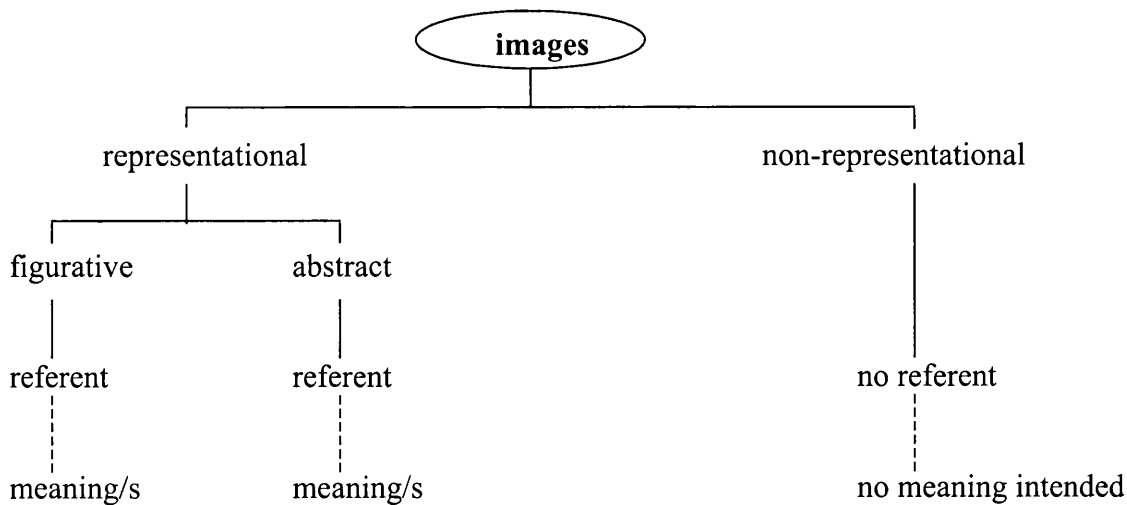 images
representational
non-representational
figurative
abstract
referent
referent
no referent
meaning/s
meaning/s
no meaning intended